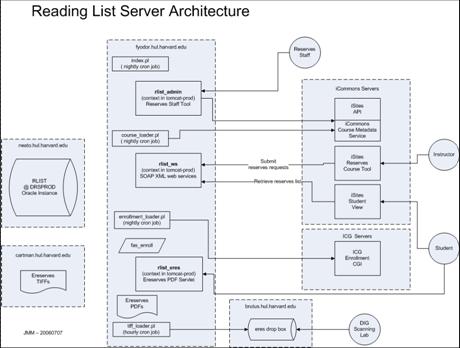 Reading List Server Architecture
fyodor.hul.harvard.edu
index.pl
( nightly cron job)
Reserves
Staff
rlist_admin
(context in tomcat-prod)
Reserves Staff Tool
iCommons Servers
iSites
API
iCommons
Course Metadata
Service
course_loader.pl
( nightly cron job)
nesto.hul.harvard.edu
RLIST
@ DRSPROD
Oracle Instance
rlist_ws
(context in tomcat-prod)
SOAP XML web services
Submit
reserves requests
iSites
Reserves
Course Tool
Instructor
Retrieve reserves list
iSites
Student
View
enrollment_loader.pl
(nightly cron job)
fas_enroll
ICG Servers
ICG
Enrollment
CGI
Student
cartman.hul.harvard.edu
Ereserves
TIFFs
rlist_eres
(context in tomcat-prod)
Ereserves PDF Servlet
Ereserves
PDFs
brutus.hul.harvard.edu
tiff_loader.pl
(hourly cron job)
eres drop box
DIG
Scanning
Lab
JMM – 20060707